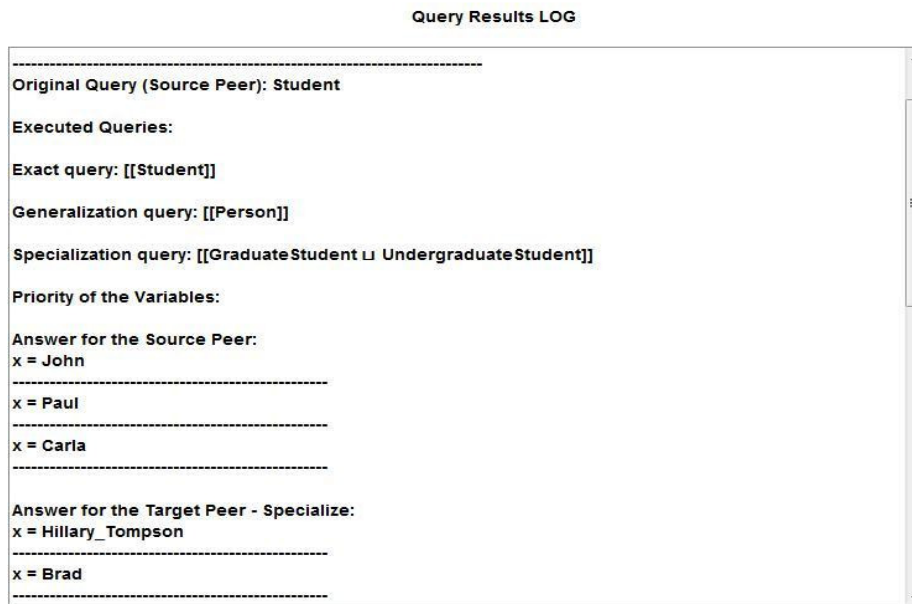 Query Results LOG
---------------------------------------------------------------------------
Original Query (Source Peer): Student
Executed Queries:
Exact query: [[Student]]
Generalization query: [[Person]]
Specialization query: [[GraduateStudent ⊔ UndergraduateStudent]]
Priority of the Variables:
Answer for the Source Peer:
x = John
--------------------------------------------------
x = Paul
--------------------------------------------------
x = Carla
--------------------------------------------------
Answer for the Target Peer - Specialize:
x = Hillary_Tompson
--------------------------------------------------
x = Brad
--------------------------------------------------